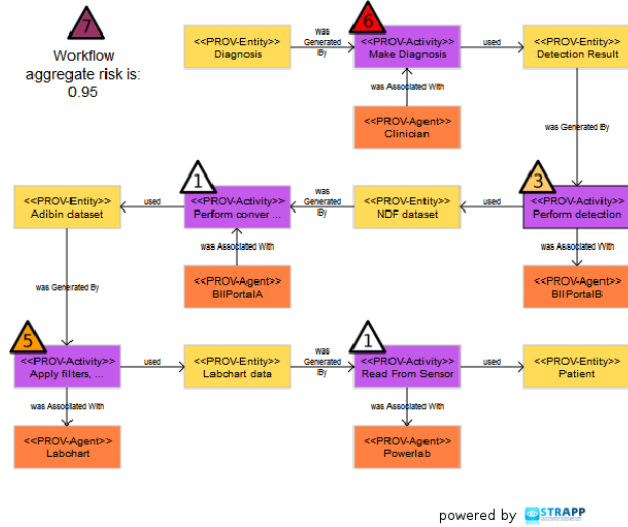 7
Workflow
aggregate risk is:
0.95
<<PROV-Entity>>
Diagnosis
was
Generated
By
6
<<PROV-Activity>>
Make Diagnosis
used
<<PROV-Entity>>
Detection Result
was Associated With
<<PROV-Agent>>
Clinician
was Generated By
<<PROV-Entity>>
Adibin dataset
used
1
<<PROV-Activity>>
Perform conver ...
was
Generated
By
<<PROV-Entity>>
NDF dataset
used
3
<<PROV-Activity>>
Perform detection
was Associated With
<<PROV-Agent>>
BIIPortalA
was Associated With
<<PROV-Agent>>
BIIPortalB
was Generated By
5
<<PROV-Activity>>
Apply filters, ...
used
<<PROV-Entity>>
Labchart data
was
Generated
By
1
<<PROV-Activity>>
Read From Sensor
used
<<PROV-Entity>>
Patient
was Associated With
<<PROV-Agent>>
Labchart
was Associated With
<<PROV-Agent>>
Powerlab
powered by STRAPP